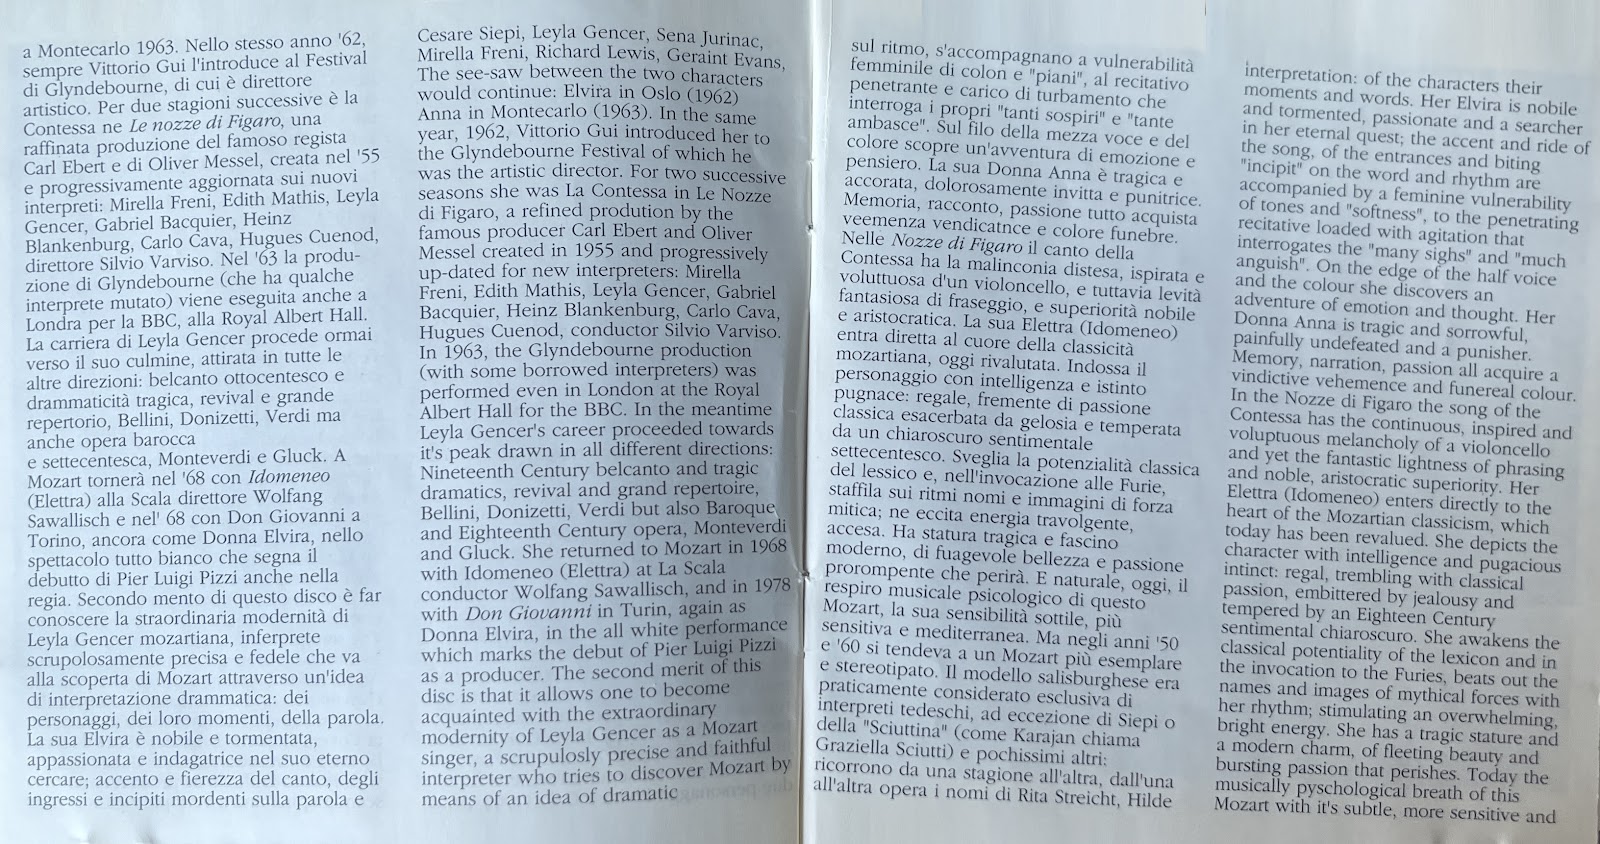 a Montecarlo 1963. Nello stesso anno '62,
sempre Vittorio Gui l'introduce al Festival
di Glyndebourne, di cui è direttore
artistico. Per due stagioni successive è la
Contessa ne Le nozze di Figaro, una
raffinata produzione del famoso regista
Carl Ebert e di Oliver Messel, creata nel '55
e progressivamente aggiornata sui nuovi
interpreti: Mirella Freni, Edith Mathis, Leyla
Gencer, Gabriel Bacquier, Heinz
Blankenburg, Carlo Cava, Hugues Cuenod,
direttore Silvio Varviso. Nel '63 la produ-
zione di Glyndebourne (che ha qualche
interprete mutato) viene eseguita anche a
Londra per la BBC, alla Royal Albert Hall.
La carriera di Leyla Gencer procede ormai
verso il suo culmine, attirata in tutte le
altre direzioni: belcanto ottocentesco e
drammaticità tragica, revival e grande
repertorio, Bellini, Donizetti, Verdi ma
anche opera barocca
e settecentesca, Monteverdi e Gluck. A
Mozart tornerà nel '68 con Idomeneo
(Elettra) alla Scala direttore Wolfang
Sawallisch e nel' 68 con Don Giovanni a
Torino, ancora come Donna Elvira, nello
spettacolo tutto bianco che segna il
debutto di Pier Luigi Pizzi anche nella
regia. Secondo mento di questo disco è far
conoscere la straordinaria modernità di
Leyla Gencer mozartiana, inferprete
scrupolosamente precisa e fedele che va
alla scoperta di Mozart attraverso un'idea
di interpretazione drammatica: dei
personaggi, dei loro momenti, della parola.
La sua Elvira è nobile e tormentata,
appassionata e indagatrice nel suo eterno
cercare; accento e fierezza del canto, degli
ingressi e incipiti mordenti sulla parola e
Cesare Siepi, Leyla Gencer, Sena Jurinac,
Mirella Freni, Richard Lewis, Geraint Evans,
The see-saw between the two characters
would continue: Elvira in Oslo (1962)
Anna in Montecarlo (1963). In the same
year, 1962, Vittorio Gui introduced her to
the Glyndebourne Festival of which he
was the artistic director. For two successive
seasons she was La Contessa in Le Nozze
di Figaro, a refined prodution by the
famous producer Carl Ebert and Oliver
Messel created in 1955 and progressively
up-dated for new interpreters: Mirella
Freni, Edith Mathis, Leyla Gencer, Gabriel
Bacquier, Heinz Blankenburg, Carlo Cava,
Hugues Cuenod, conductor Silvio Varviso.
In 1963, the Glyndebourne production
(with some borrowed interpreters) was
performed even in London at the Royal
Albert Hall for the BBC. In the meantime
Leyla Gencer's career proceeded towards
it's peak drawn in all different directions:
Nineteenth Century belcanto and tragic
dramatics, revival and grand repertoire,
Bellini, Donizetti, Verdi but also Baroque
and Eighteenth Century opera, Monteverdi
and Gluck. She returned to Mozart in 1968
with Idomeneo (Elettra) at La Scala
conductor Wolfang Sawallisch, and in 1978
with Don Giovanni in Turin, again as
Donna Elvira, in the all white performance
which marks the debut of Pier Luigi Pizzi
as a producer. The second merit of this
disc is that it allows one to become
acquainted with the extraordinary
modernity of Leyla Gencer as a Mozart
singer, a scrupulosly precise and faithful
interpreter who tries to discover Mozart by
means of an idea of dramatic
sul ritmo, s'accompagnano a vulnerabilità
femminile di colon e "piani", al recitativo
penetrante e carico di turbamento che
interroga i propri "tanti sospiri" e "tante
ambasce". Sul filo della mezza voce e del
colore scopre un'avventura di emozione e
pensiero. La sua Donna Anna è tragica e
accorata, dolorosamente invitta e punitrice.
Memoria, racconto, passione tutto acquista
veemenza vendicatnce e colore funebre.
Nelle Nozze di Figaro il canto della
Contessa ha la malinconia distesa, ispirata e
voluttuosa d'un violoncello, e tuttavia levità
fantasiosa di fraseggio, e superiorità nobile
e aristocratica. La sua Elettra (Idomeneo)
entra diretta al cuore della classicità
mozartiana, oggi rivalutata. Indossa il
personaggio con intelligenza e istinto
pugnace: regale, fremente di passione
classica esacerbata da gelosia e temperata
da un chiaroscuro sentimentale
settecentesco. Sveglia la potenzialità classica
del lessico e, nell'invocazione alle Furie,
staffila sui ritmi nomi e immagini di forza
mitica; ne eccita energia travolgente,
accesa. Ha statura tragica e fascino
moderno, di fuagevole bellezza e passione
prorompente che perirà. E naturale, oggi, il
respiro musicale psicologico di questo
Mozart, la sua sensibilità sottile, più
sensitiva e mediterranea. Ma negli anni '50
e '60 si tendeva a un Mozart più esemplare
e stereotipato. Il modello salisburghese era
praticamente considerato esclusiva di
interpreti tedeschi, ad eccezione di Siepi o
della "Sciuttina" (come Karajan chiama
Graziella Sciutti) e pochissimi altri:
ricorrono da una stagione all'altra, dall'una
all'altra opera i nomi di Rita Streicht, Hilde
interpretation: of the characters their
moments and words. Her Elvira is nobile
and tormented, passionate and a searcher
in her eternal quest; the accent and ride of
the song, of the entrances and biting
"incipit" on the word and rhythm are
accompanied by a feminine vulnerability
of tones and "softness", to the penetrating
recitative loaded with agitation that
interrogates the "many sighs" and "much
anguish". On the edge of the half voice
and the colour she discovers an
adventure of emotion and thought. Her
Donna Anna is tragic and sorrowful,
painfully undefeated and a punisher.
Memory, narration, passion all acquire a
vindictive vehemence and funereal colour.
In the Nozze di Figaro the song of the
Contessa has the continuous, inspired and
voluptuous melancholy of a violoncello
and yet the fantastic lightness of phrasing
and noble, aristocratic superiority. Her
Elettra (Idomeneo) enters directly to the
heart of the Mozartian classicism, which
today has been revalued. She depicts the
character with intelligence and pugacious
intinct: regal, trembling with classical
passion, embittered by jealousy and
tempered by an Eighteen Century
sentimental chiaroscuro. She awakens the
classical potentiality of the lexicon and in
the invocation to the Furies, beats out the
names and images of mythical forces with
her rhythm; stimulating an overwhelming,
bright energy. She has a tragic stature and
a modern charm, of fleeting beauty and
bursting passion that perishes. Today the
musically pyschological breath of this
Mozart with it's subtle, more sensitive and